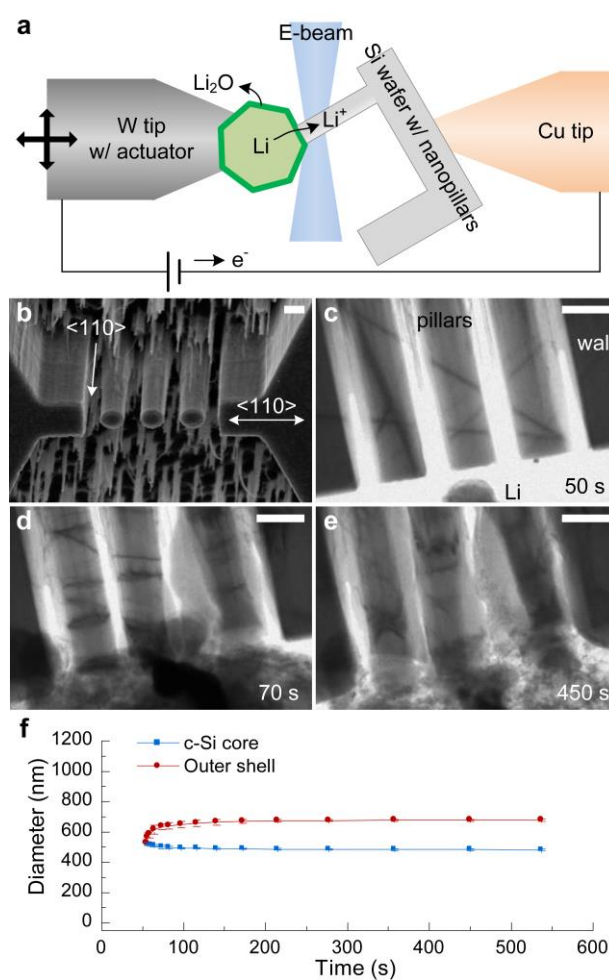 a
E-beam
Li₂O
W tip
w/ actuator
Li
Li⁺
Si wafer w/ nanopillars
Cu tip
e⁻
b
<110>
<110>
c
pillars
wall
Li
50 s
d
70 s
e
450 s
f
c-Si core
Outer shell
Diameter (nm)
1200
1000
800
600
400
200
0
0 100 200 300 400 500 600
Time (s)